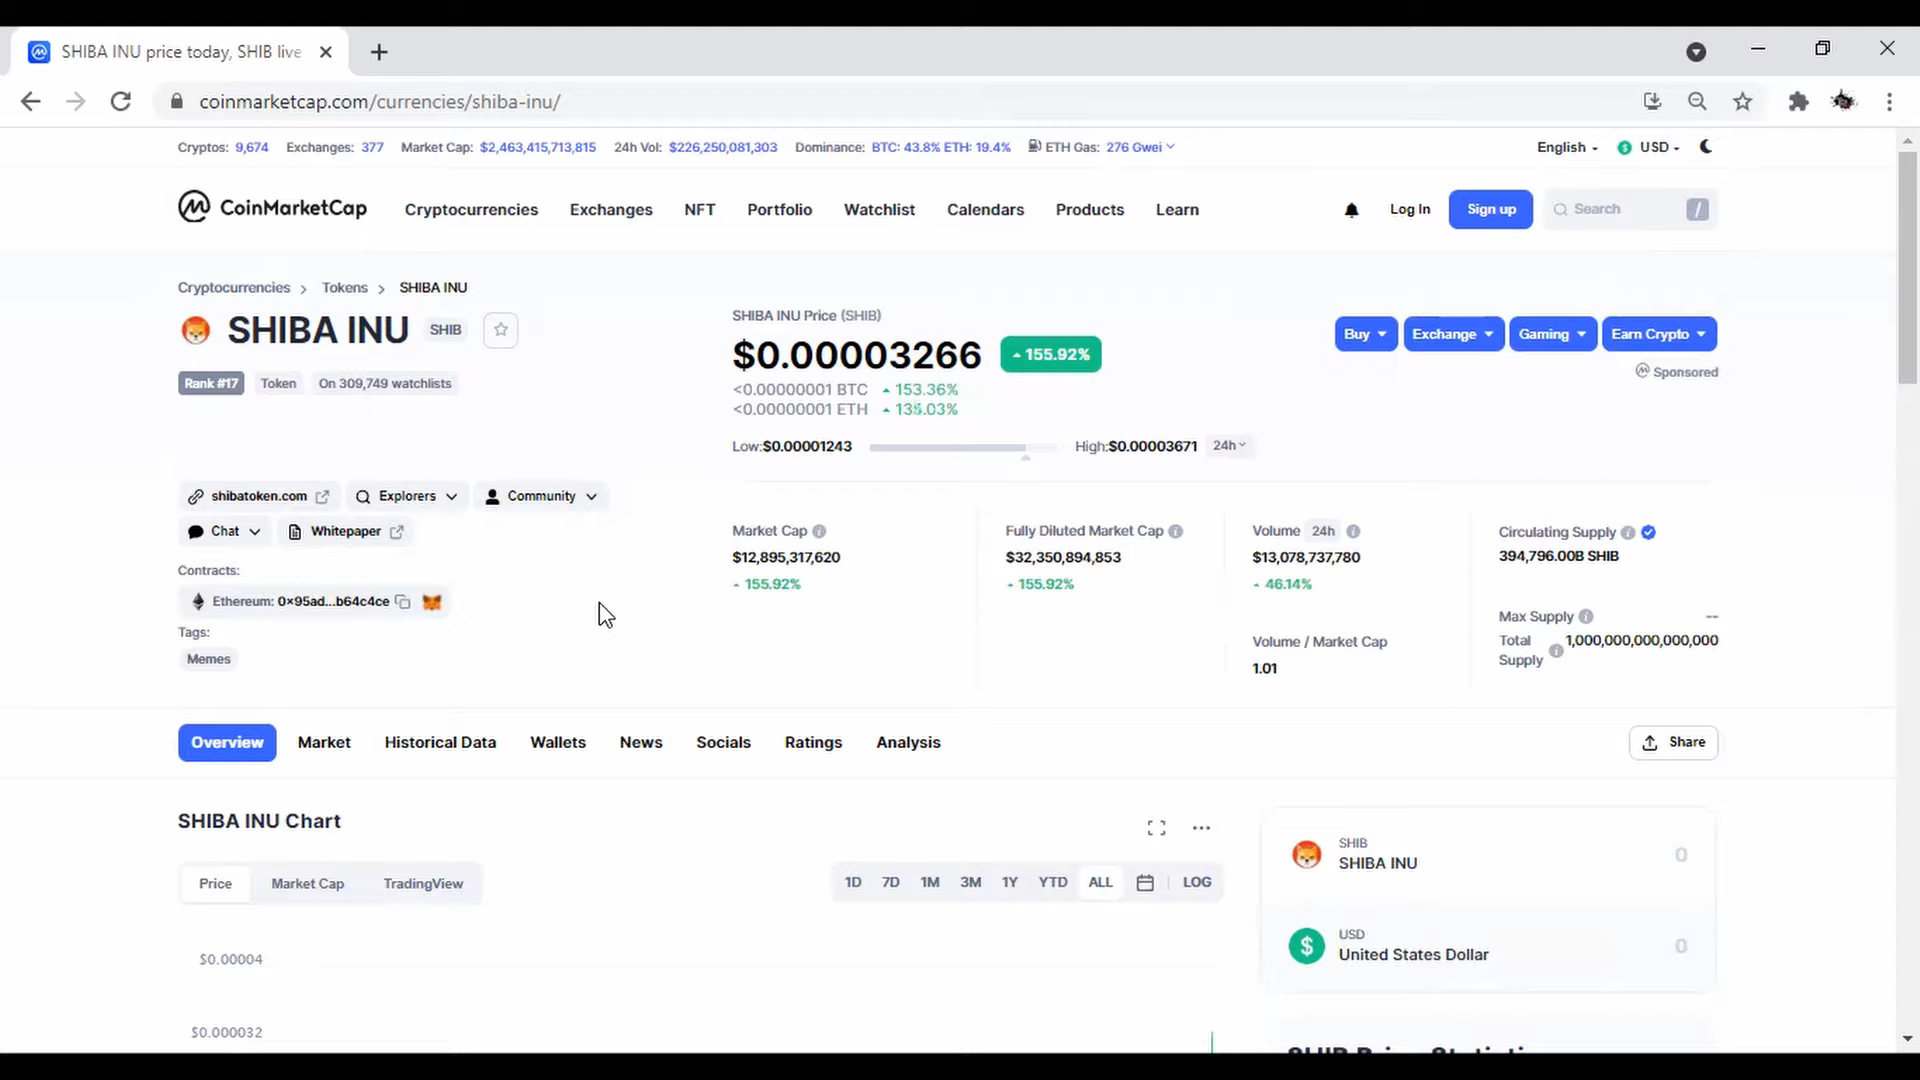 SHIBA INU price today, SHIB live
coinmarketcap.com/currencies/shiba-inu/
Cryptos: 9,674 Exchanges: 377 Market Cap: $2,463,415,713,815 24h Vol: $226,250,081,303 Dominance: BTC: 43.8% ETH: 19.4% ETH Gas: 276 Gwei English USD
CoinMarketCap Cryptocurrencies Exchanges NFT Portfolio Watchlist Calendars Products Learn Log In Sign up Search /
Cryptocurrencies > Tokens > SHIBA INU
SHIBA INU SHIB
Rank #17 Token On 309,749 watchlists
SHIBA INU Price (SHIB)
$0.00003266 155.92%
<0.00000001 BTC 153.36%
<0.00000001 ETH 135.03%
Low:$0.00001243 High:$0.00003671 24h
Buy Exchange Gaming Earn Crypto
Sponsored
shibatoken.com Explorers Community
Chat Whitepaper
Contracts:
Ethereum: 0x95ad...b64c4ce
Tags:
Memes
Market Cap
$12,895,317,620
155.92%
Fully Diluted Market Cap
$32,350,894,853
155.92%
Volume 24h
$13,078,737,780
46.14%
Volume / Market Cap
1.01
Circulating Supply
394,796.00B SHIB
Max Supply --
Total Supply 1,000,000,000,000,000
Overview Market Historical Data Wallets News Socials Ratings Analysis Share
SHIBA INU Chart
Price Market Cap TradingView 1D 7D 1M 3M 1Y YTD ALL LOG
$0.00004
$0.000032
SHIB
SHIBA INU 0
USD
United States Dollar 0